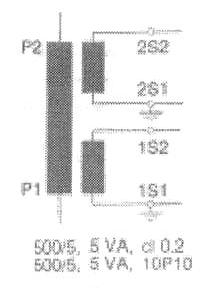 P2
2S2
2S1
1S2
P1
1S1
500/5, 5 VA, cl 0.2
500/5, 5 VA, 10P10